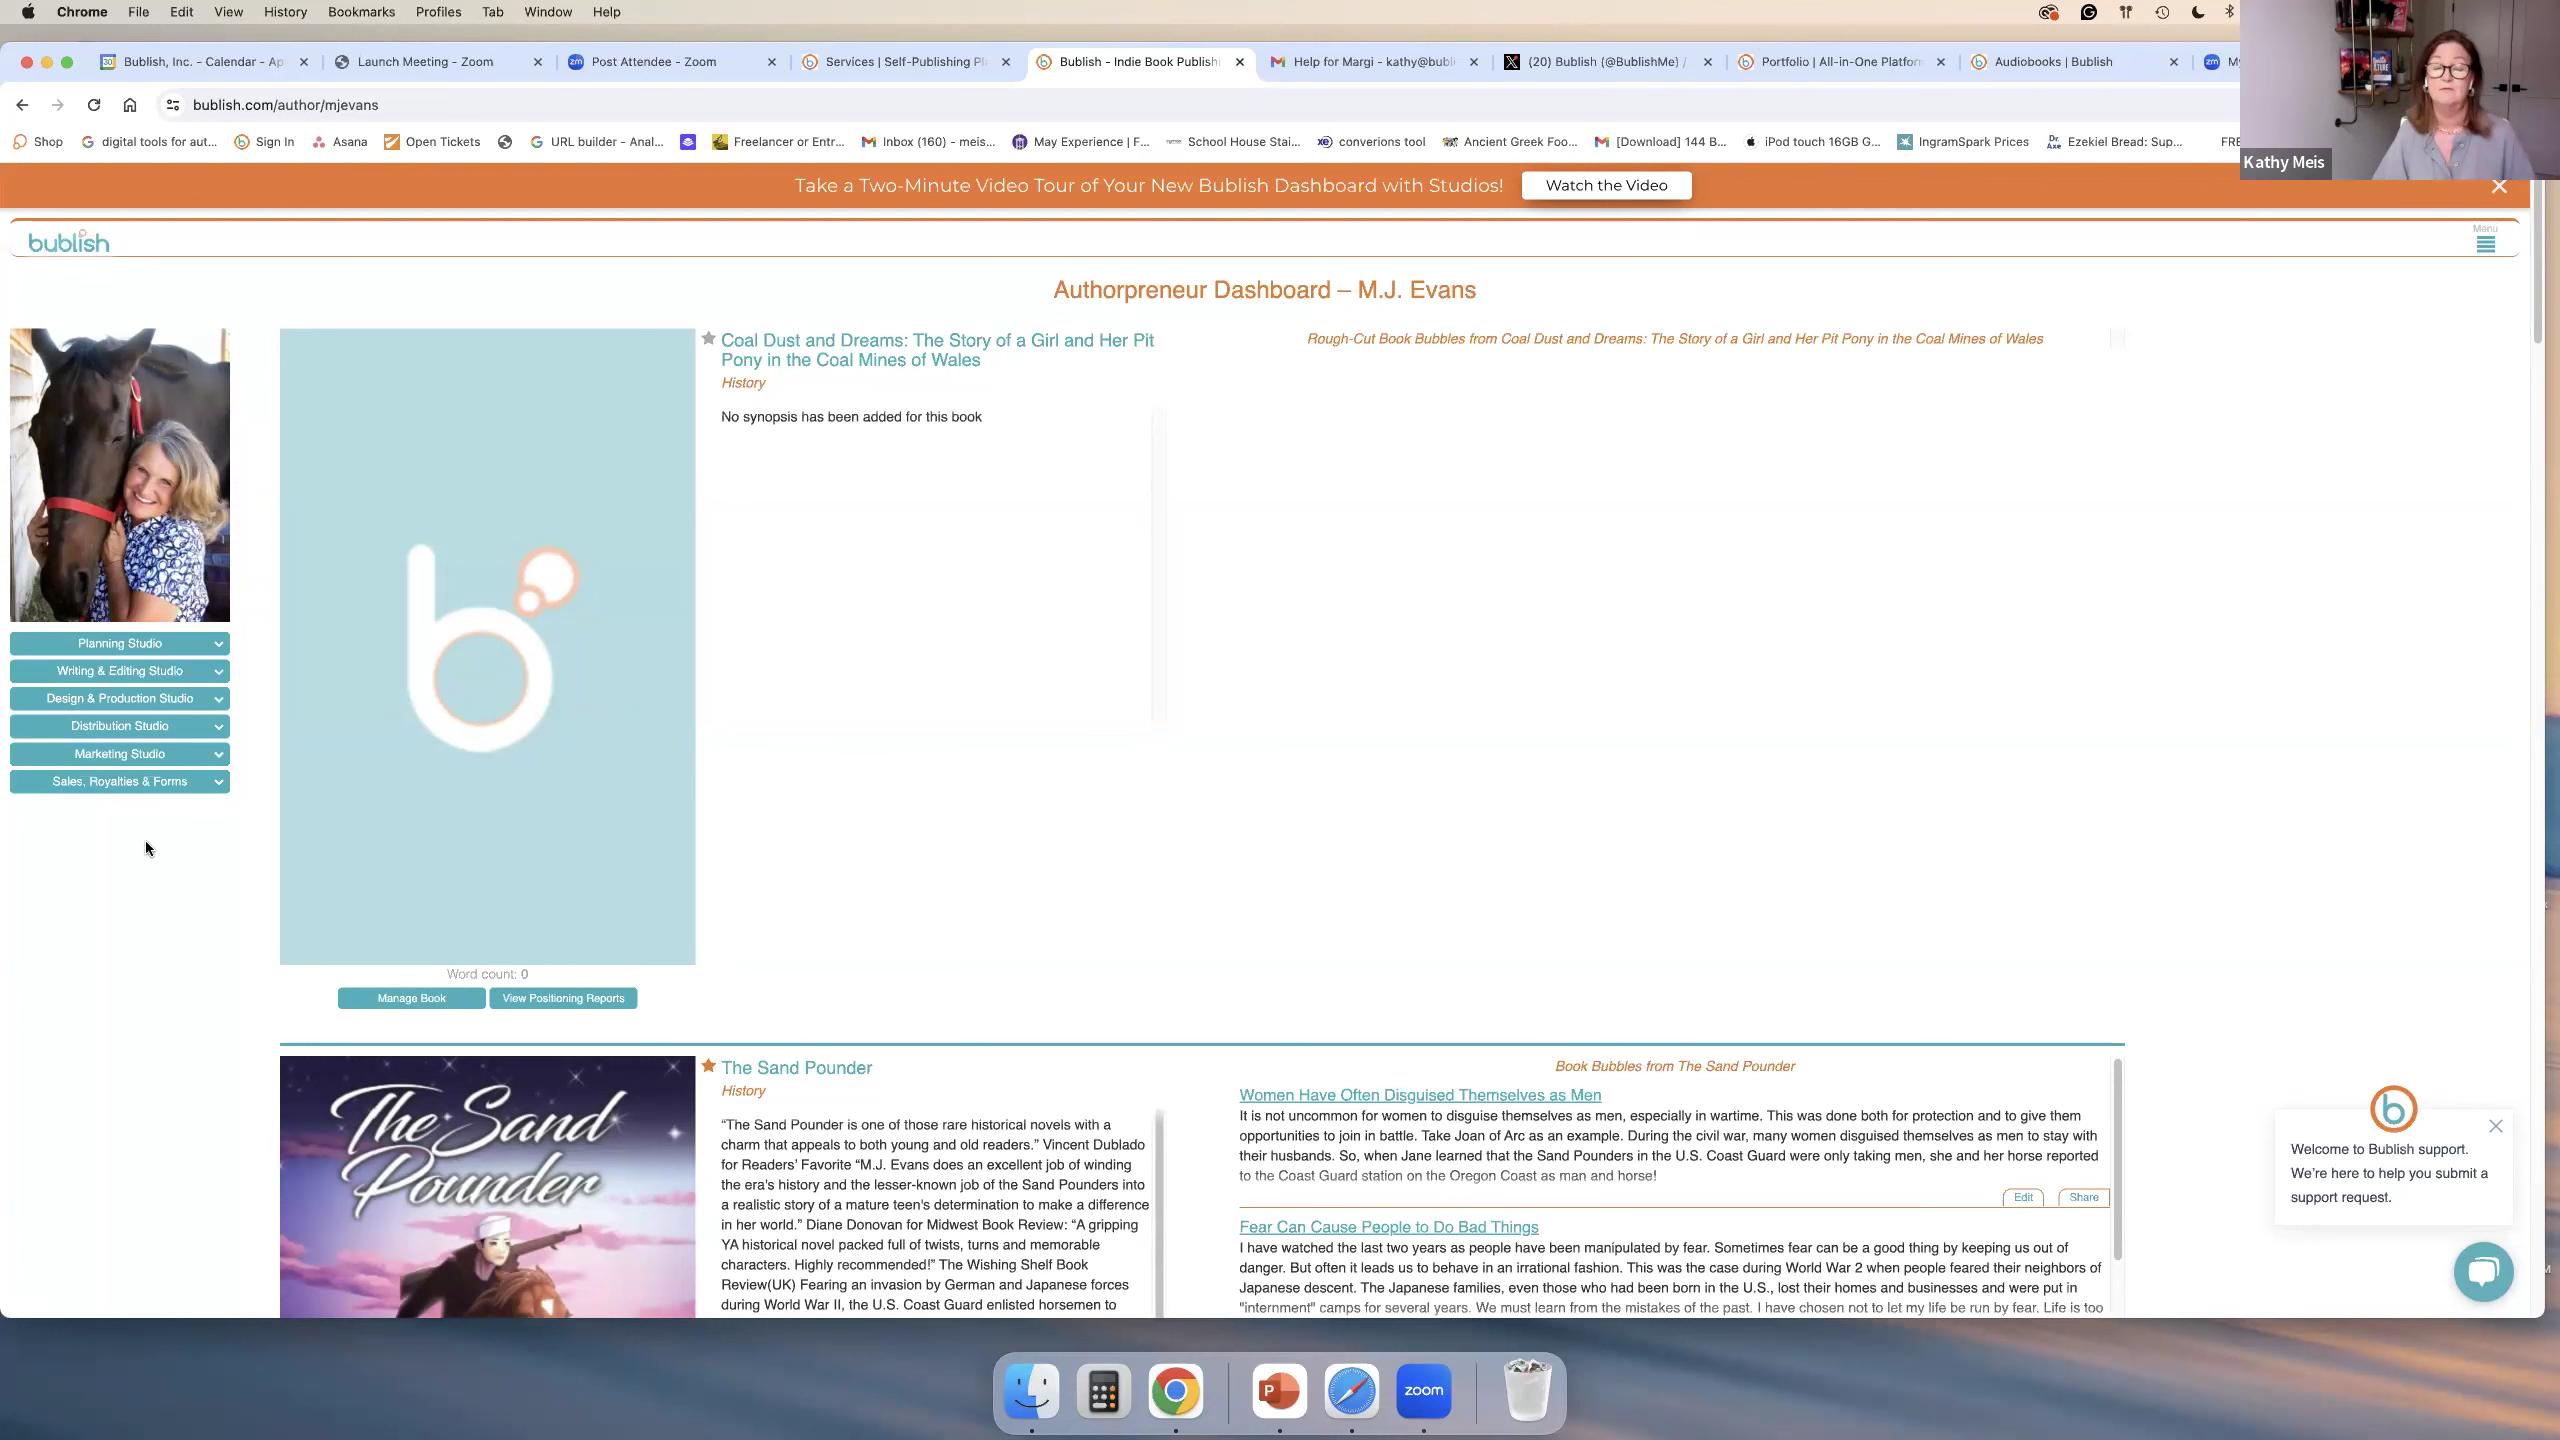 Chrome File Edit View History Bookmarks Profiles Tab Window Help
Bublish, Inc. - Calendar - Ap
Launch Meeting - Zoom
Post Attendee - Zoom
Services | Self-Publishing Pl
Bublish - Indie Book Publishi
Help for Margi - kathy@bubl
(20) Bublish (@BublishMe) /
Portfolio | All-in-One Platfor
Audiobooks | Bublish
bublish.com/author/mjevans
Shop
digital tools for aut...
Sign In
Asana
Open Tickets
URL builder - Anal...
Freelancer or Entr...
Inbox (160) - meis...
May Experience | F...
School House Stai...
converions tool
Ancient Greek Foo...
[Download] 144 B...
iPod touch 16GB G...
IngramSpark Prices
Ezekiel Bread: Sup...
FRE
Kathy Meis
Take a Two-Minute Video Tour of Your New Bublish Dashboard with Studios!
Watch the Video
bublish
Menu
Authorpreneur Dashboard – M.J. Evans
Planning Studio
Writing & Editing Studio
Design & Production Studio
Distribution Studio
Marketing Studio
Sales, Royalties & Forms
Coal Dust and Dreams: The Story of a Girl and Her Pit
Pony in the Coal Mines of Wales
History
No synopsis has been added for this book
Rough-Cut Book Bubbles from Coal Dust and Dreams: The Story of a Girl and Her Pit Pony in the Coal Mines of Wales
Word count: 0
Manage Book
View Positioning Reports
The Sand
Pounder
The Sand Pounder
History
“The Sand Pounder is one of those rare historical novels with a
charm that appeals to both young and old readers.” Vincent Dublado
for Readers’ Favorite “M.J. Evans does an excellent job of winding
the era's history and the lesser-known job of the Sand Pounders into
a realistic story of a mature teen's determination to make a difference
in her world.” Diane Donovan for Midwest Book Review: “A gripping
YA historical novel packed full of twists, turns and memorable
characters. Highly recommended!” The Wishing Shelf Book
Review(UK) Fearing an invasion by German and Japanese forces
during World War II, the U.S. Coast Guard enlisted horsemen to
Book Bubbles from The Sand Pounder
Women Have Often Disguised Themselves as Men
It is not uncommon for women to disguise themselves as men, especially in wartime. This was done both for protection and to give them
opportunities to join in battle. Take Joan of Arc as an example. During the civil war, many women disguised themselves as men to stay with
their husbands. So, when Jane learned that the Sand Pounders in the U.S. Coast Guard were only taking men, she and her horse reported
to the Coast Guard station on the Oregon Coast as man and horse!
Edit
Share
Fear Can Cause People to Do Bad Things
I have watched the last two years as people have been manipulated by fear. Sometimes fear can be a good thing by keeping us out of
danger. But often it leads us to behave in an irrational fashion. This was the case during World War 2 when people feared their neighbors of
Japanese descent. The Japanese families, even those who had been born in the U.S., lost their homes and businesses and were put in
"internment" camps for several years. We must learn from the mistakes of the past. I have chosen not to let my life be run by fear. Life is too
Welcome to Bublish support.
We’re here to help you submit a
support request.
zoom